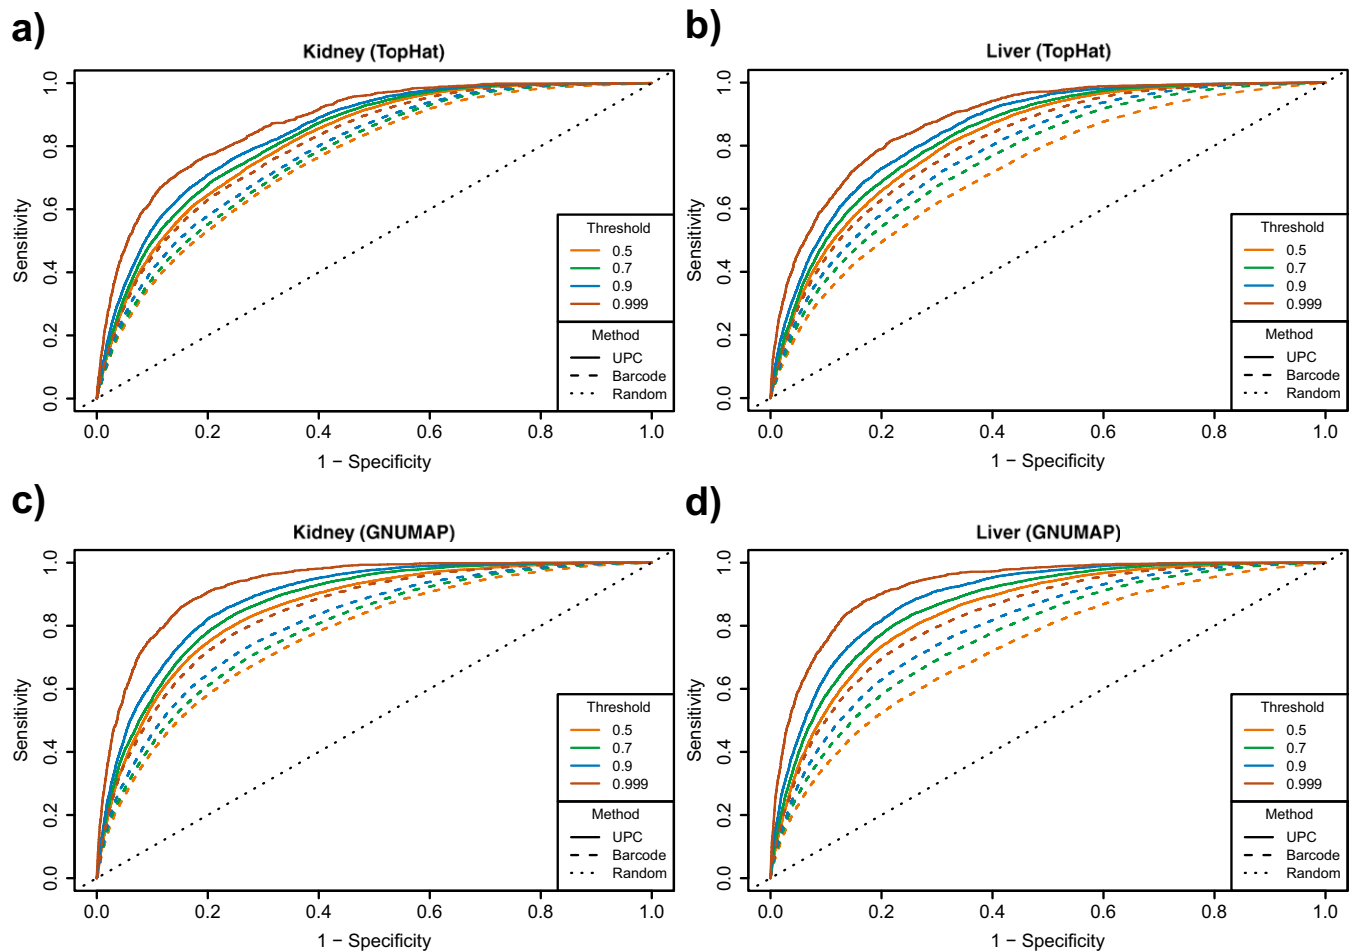 a)
Kidney (TopHat)
Sensitivity
0.0 0.2 0.4 0.6 0.8 1.0
0.0 0.2 0.4 0.6 0.8 1.0
1 − Specificity
Threshold
0.5
0.7
0.9
0.999
Method
UPC
Barcode
Random
b)
Liver (TopHat)
Sensitivity
0.0 0.2 0.4 0.6 0.8 1.0
0.0 0.2 0.4 0.6 0.8 1.0
1 − Specificity
Threshold
0.5
0.7
0.9
0.999
Method
UPC
Barcode
Random
c)
Kidney (GNUMAP)
Sensitivity
0.0 0.2 0.4 0.6 0.8 1.0
0.0 0.2 0.4 0.6 0.8 1.0
1 − Specificity
Threshold
0.5
0.7
0.9
0.999
Method
UPC
Barcode
Random
d)
Liver (GNUMAP)
Sensitivity
0.0 0.2 0.4 0.6 0.8 1.0
0.0 0.2 0.4 0.6 0.8 1.0
1 − Specificity
Threshold
0.5
0.7
0.9
0.999
Method
UPC
Barcode
Random